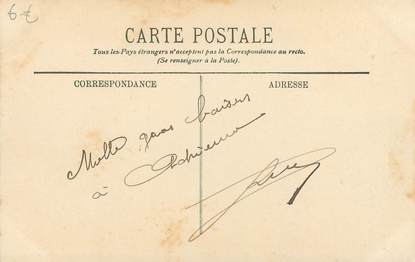 6€
CARTE POSTALE
Tous les Pays étrangers n'acceptent pas la Correspondance au recto.
(Se renseigner à la Poste).
CORRESPONDANCE
ADRESSE
Mille gros baisers
à